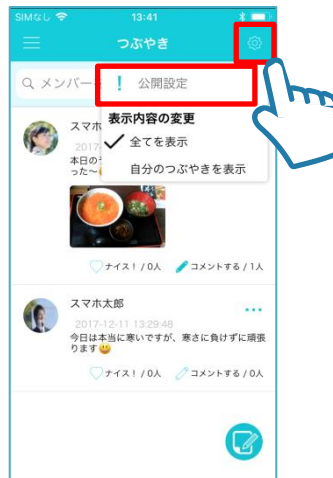 SIMなし 13:41
つぶやき
メンバー
! 公開設定
表示内容の変更
全てを表示
自分のつぶやきを表示
スマホ
2017-
本日の
った〜
ナイス! / 0人 コメントする / 1人
スマホ太郎
2017-12-11 13:29:48
今日は本当に寒いですが、寒さに負けずに頑張
ります😃
ナイス! / 0人 コメントする / 0人